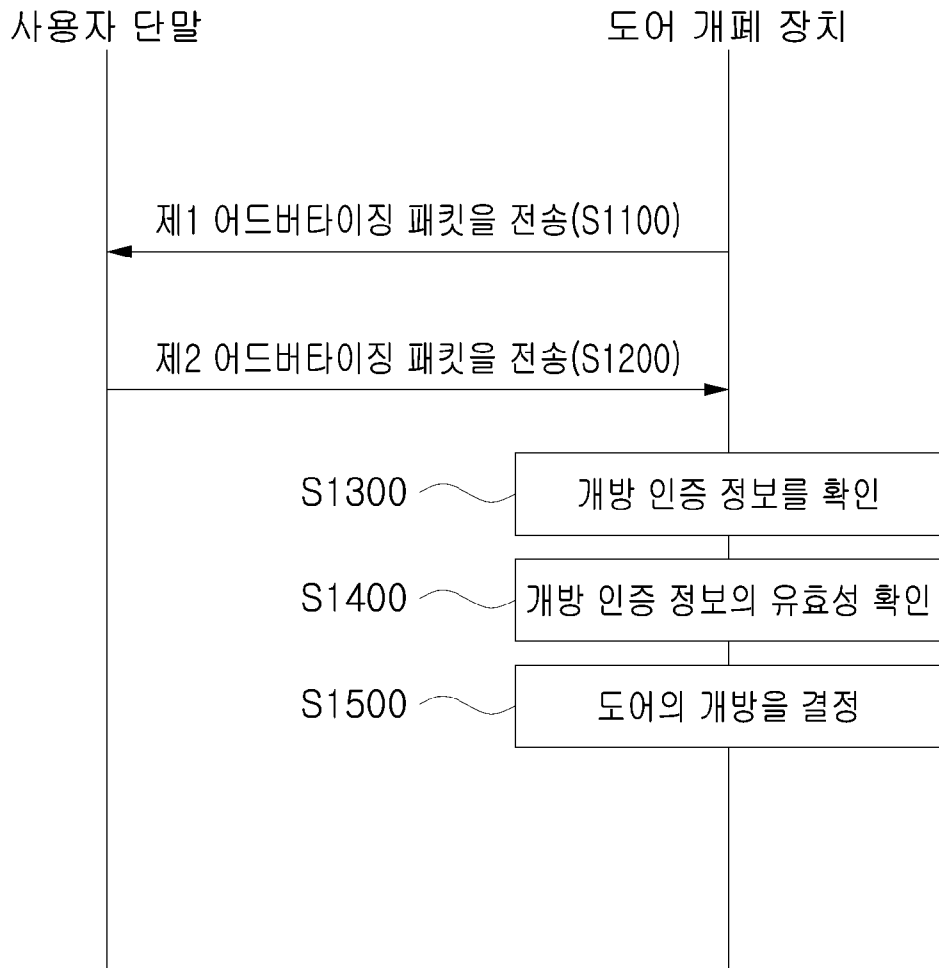 사용자 단말
도어 개폐 장치
제1 어드버타이징 패킷을 전송(S1100)
제2 어드버타이징 패킷을 전송(S1200)
S1300
개방 인증 정보를 확인
S1400
개방 인증 정보의 유효성 확인
S1500
도어의 개방을 결정